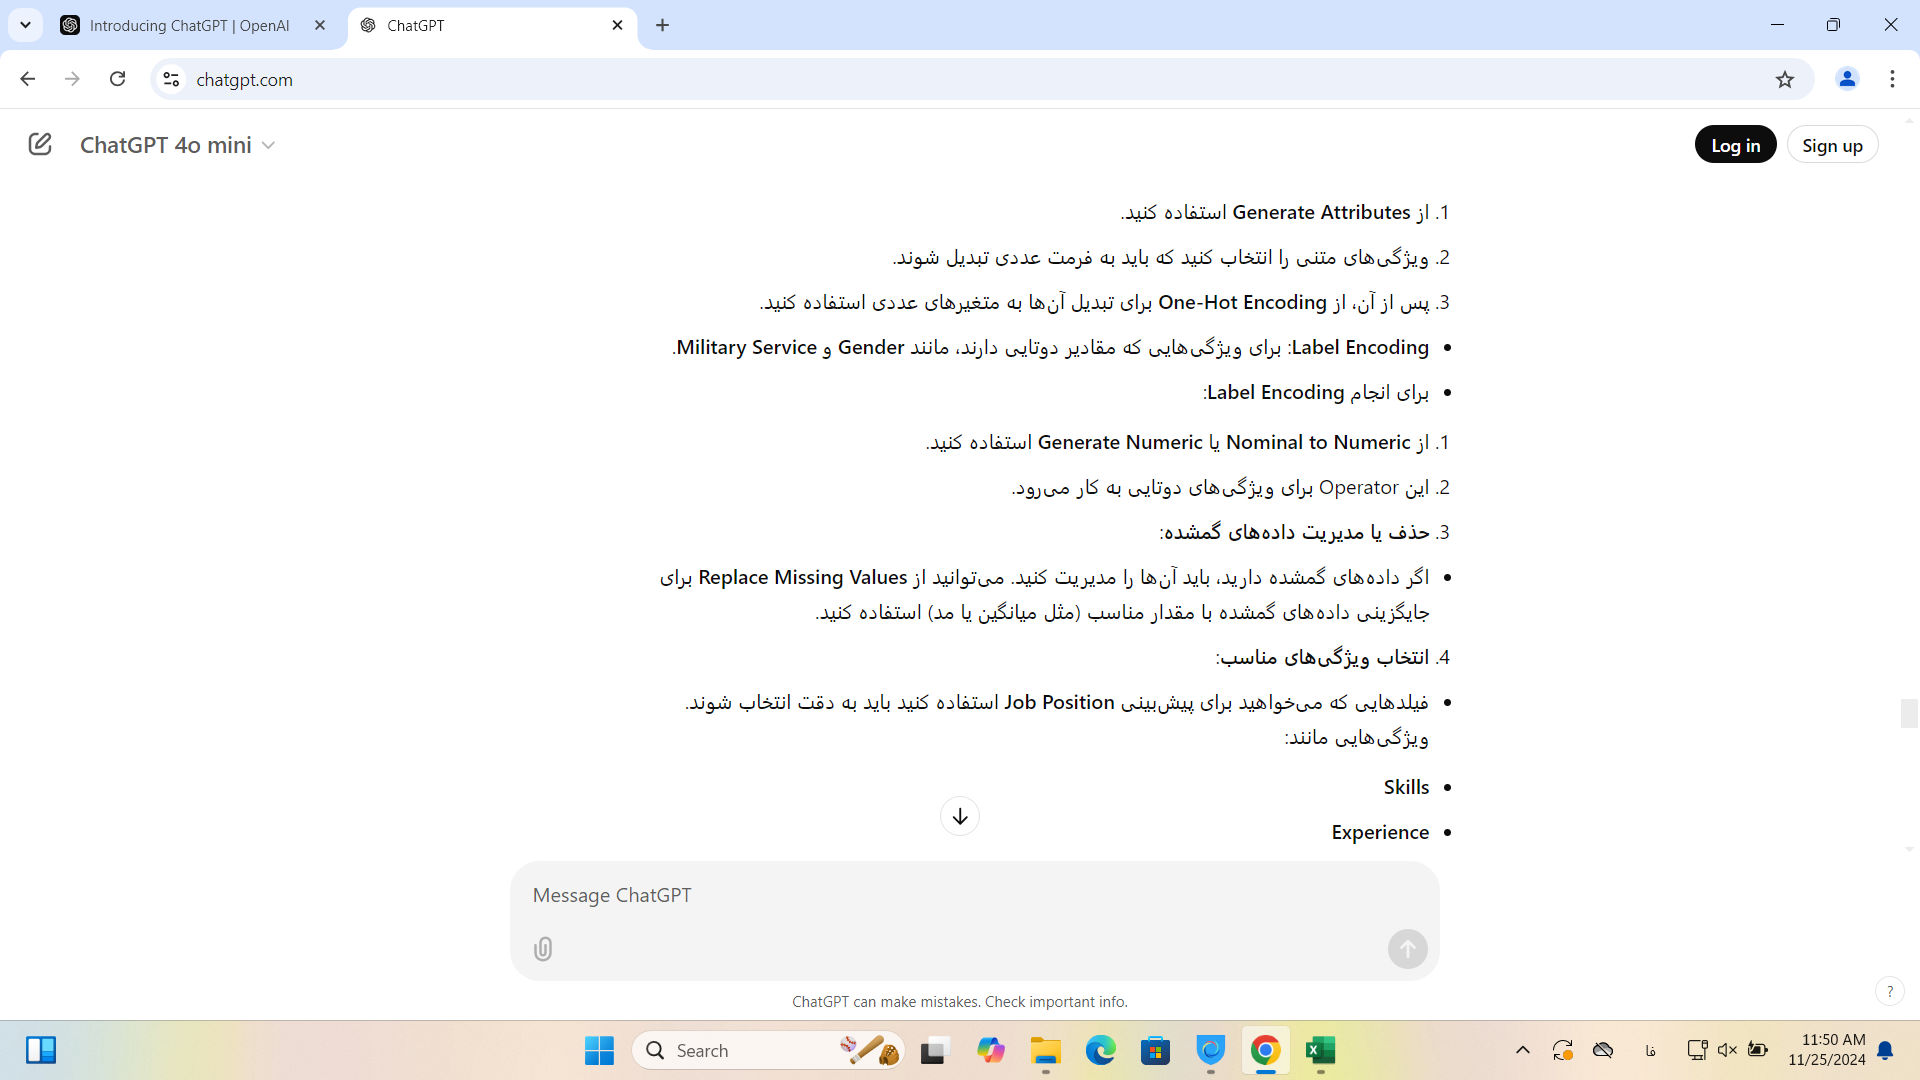 Introducing ChatGPT | OpenAI
ChatGPT
chatgpt.com
ChatGPT 4o mini
Log in
Sign up
1. از Generate Attributes استفاده کنید.
2. ویژگی‌های متنی را انتخاب کنید که باید به فرمت عددی تبدیل شوند.
3. پس از آن، از One-Hot Encoding برای تبدیل آن‌ها به متغیرهای عددی استفاده کنید.
• Label Encoding: برای ویژگی‌هایی که مقادیر دوتایی دارند، مانند Gender و Military Service.
• برای انجام Label Encoding:
1. از Nominal to Numeric یا Generate Numeric استفاده کنید.
2. این Operator برای ویژگی‌های دوتایی به کار می‌رود.
3. حذف یا مدیریت داده‌های گمشده:
• اگر داده‌های گمشده دارید، باید آن‌ها را مدیریت کنید. می‌توانید از Replace Missing Values برای
جایگزینی داده‌های گمشده با مقدار مناسب (مثل میانگین یا مد) استفاده کنید.
4. انتخاب ویژگی‌های مناسب:
• فیلدهایی که می‌خواهید برای پیش‌بینی Job Position استفاده کنید باید به دقت انتخاب شوند.
ویژگی‌هایی مانند:
• Skills
• Experience
Message ChatGPT
ChatGPT can make mistakes. Check important info.
?
Search
فا
11:50 AM
11/25/2024